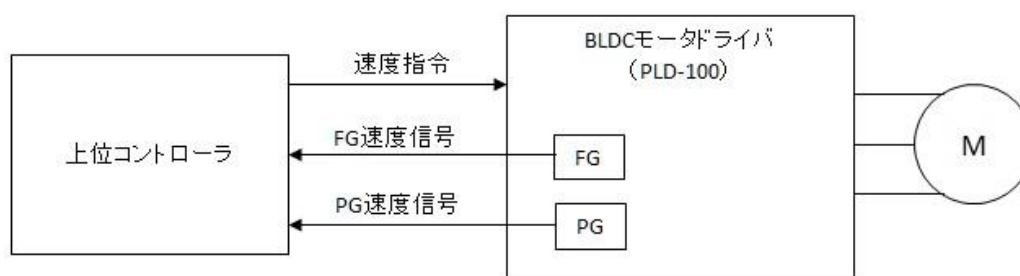 BLDCモータドライバ
（PLD-100）
速度指令
上位コントローラ
FG速度信号
FG
M
PG速度信号
PG